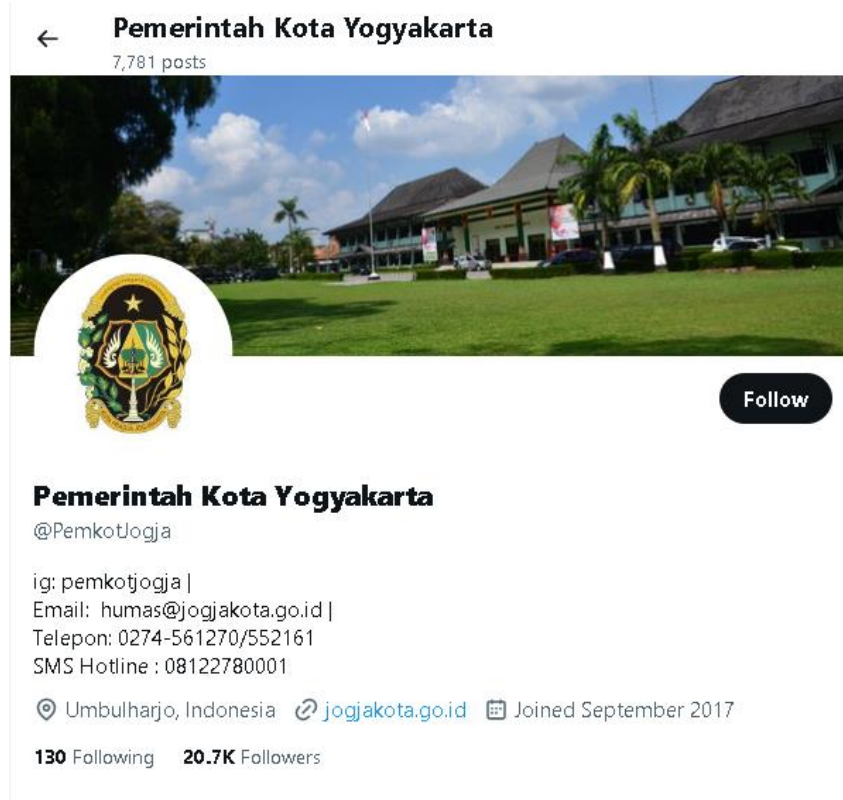 Pemerintah Kota Yogyakarta
7,781 posts
Follow
Pemerintah Kota Yogyakarta
@PemkotJogja
ig: pemkotjogja |
Email: humas@jogjakota.go.id |
Telepon: 0274-561270/552161
SMS Hotline : 08122780001
Umbulharjo, Indonesia jogjakota.go.id Joined September 2017
130 Following 20.7K Followers